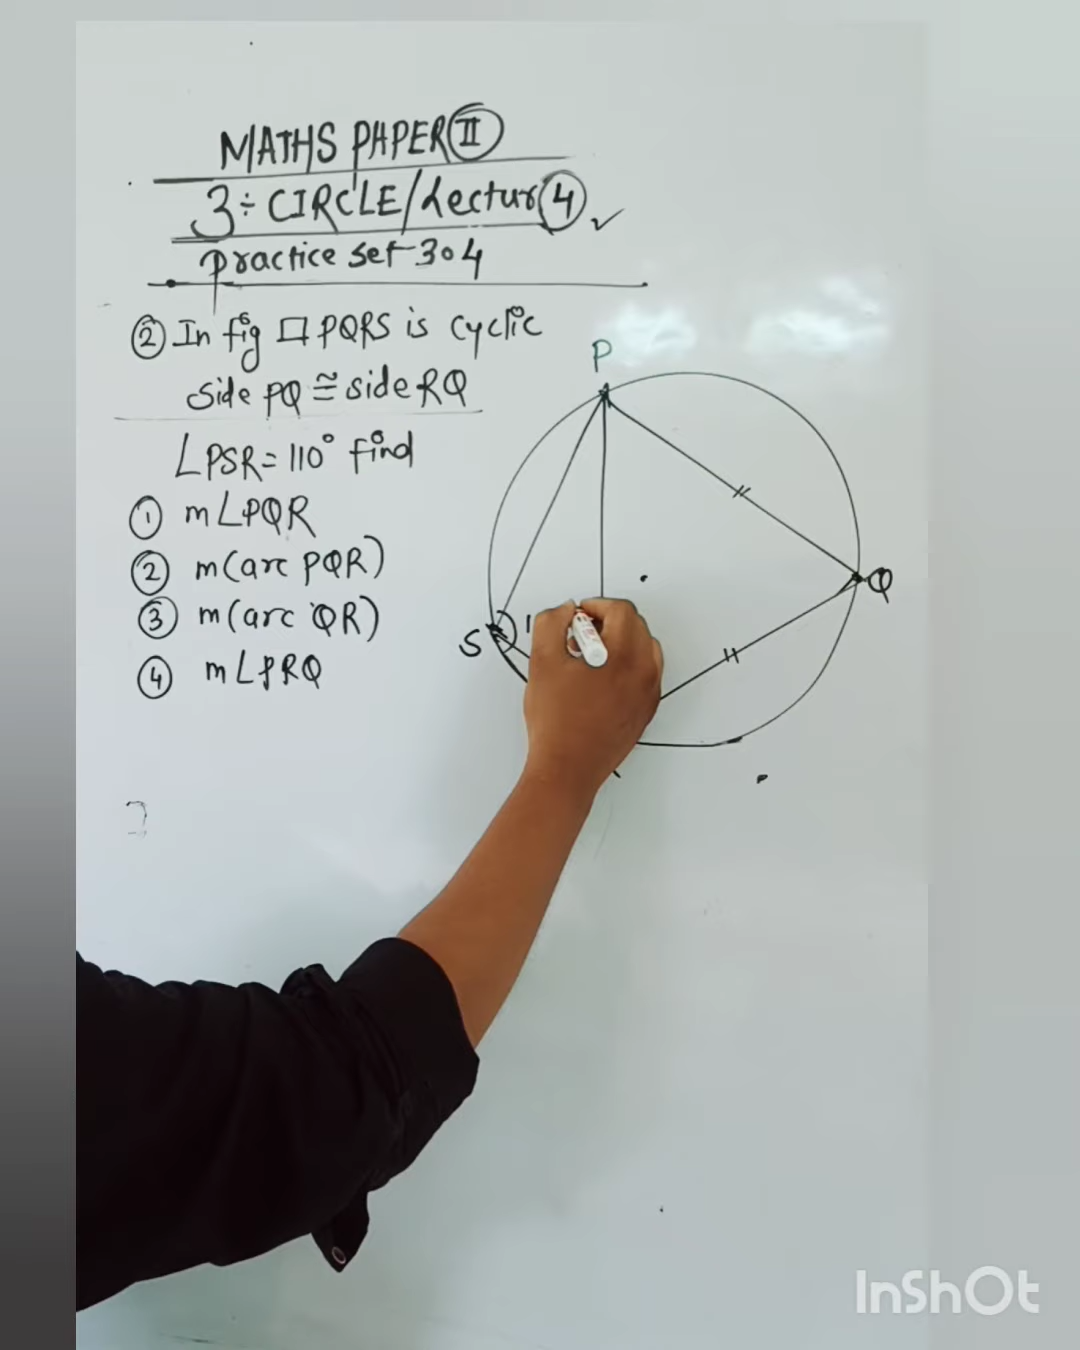 MATHS PAPER II
3 ÷ CIRCLE/Lectur 4 ✓
Practice set 3.4
② In fig □ PQRS is cyclic
side PQ ≅ side RQ
∠PSR = 110° find
① m∠PQR
② m(arc PQR)
③ m(arc QR)
④ m∠PRQ
P
Q
S
InShOt